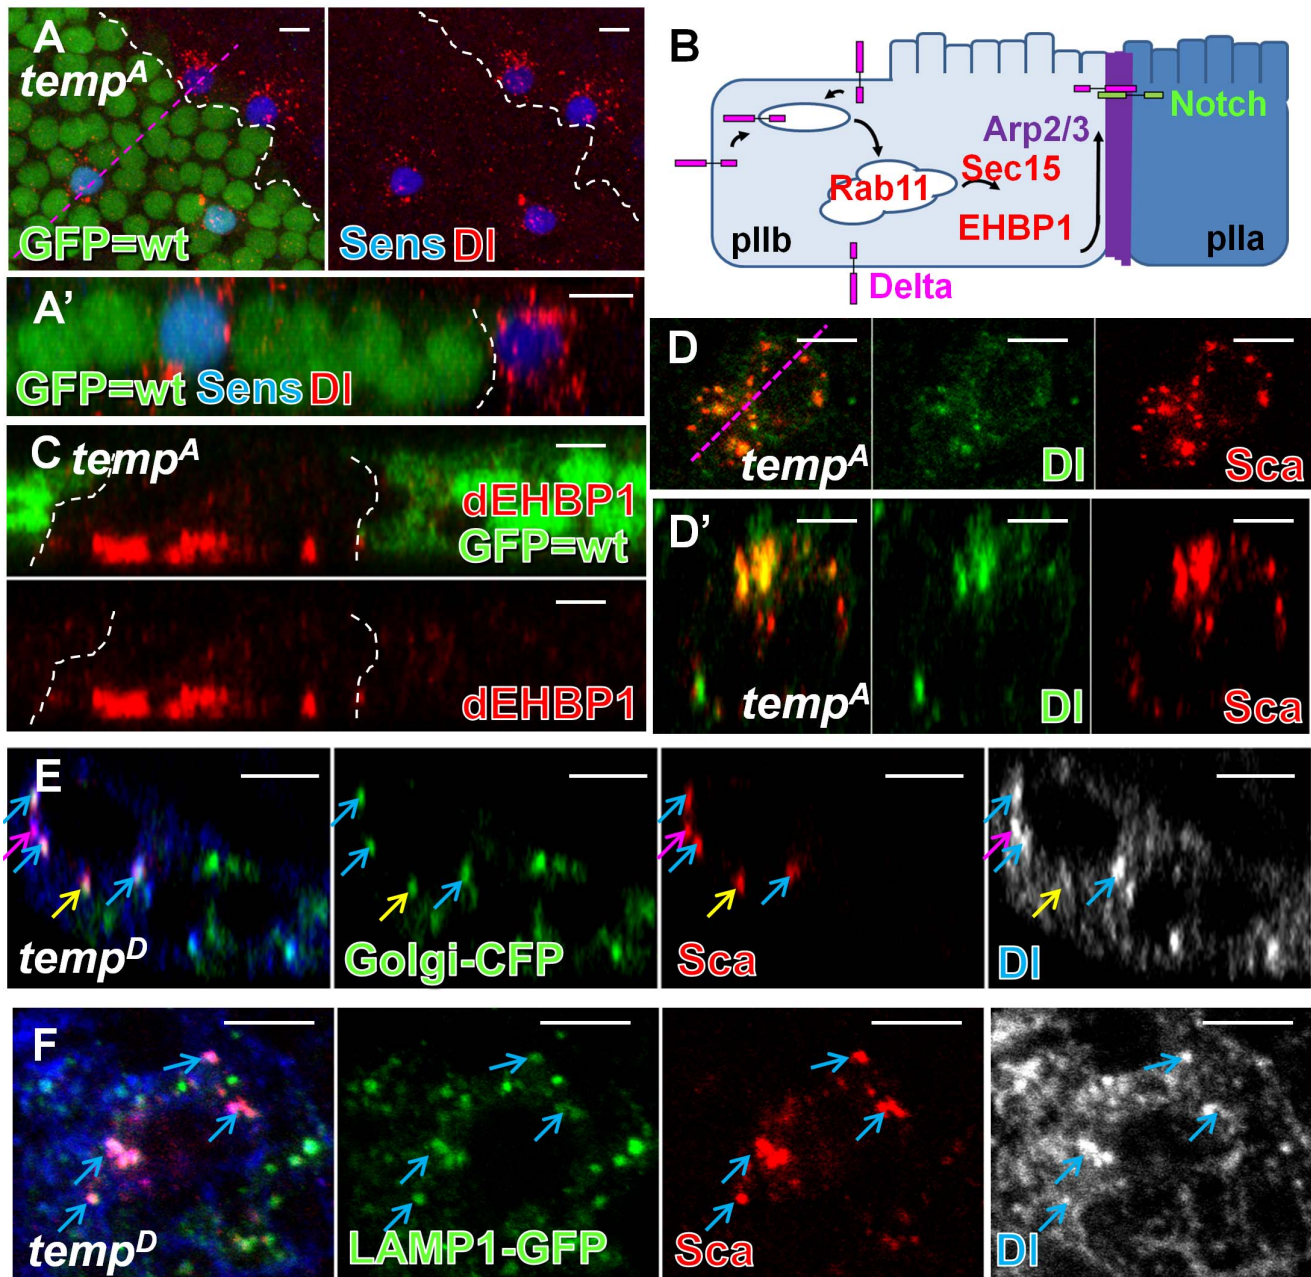 A
temp^A
GFP=wt
Sens Dl
A'
GFP=wt Sens Dl
B
Notch
Arp2/3
Sec15
Rab11
EHBP1
pIIb
pIIa
Delta
C temp^A
dEHBP1
GFP=wt
dEHBP1
D
temp^A
Dl
Sca
D'
temp^A
Dl
Sca
E
temp^D
Golgi-CFP
Sca
Dl
F
temp^D
LAMP1-GFP
Sca
Dl